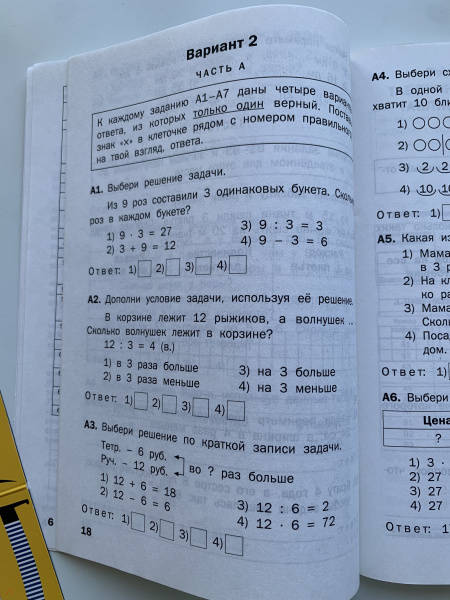 Вариант 2
ЧАСТЬ А
К каждому заданию А1–А7 даны четыре
ответа, из которых только один верный.
знак «х» в клеточке рядом с номером правильного
на твой взгляд, ответа.
А1. Выбери решение задачи.
Из 9 роз составили 3 одинаковых букета.
роз в каждом букете?
1) 9 · 3 = 27 3) 9 : 3 = 3
2) 3 + 9 = 12 4) 9 – 3 = 6
Ответ: 1) 2) 3) 4)
А2. Дополни условие задачи, используя её решение.
В корзине лежит 12 рыжиков, а волнушек ..
Сколько волнушек лежит в корзине?
12 : 3 = 4 (в.)
1) в 3 раза больше 3) на 3 больше
2) в 3 раза меньше 4) на 3 меньше
Ответ: 1) 2) 3) 4)
А3. Выбери решение по краткой записи задачи.
Тетр. – 6 руб.
Руч. – 12 руб. во ? раз больше
1) 12 + 6 = 18 3) 12 : 6 = 2
2) 12 – 6 = 6 4) 12 · 6 = 72
Ответ: 1) 2) 3) 4)
18
6
А4. Выбери
В одной
хватит 10
1)
2)
3) 2 2
4) 10 10
Ответ: 1)
А5. Какая из
1) Мама
в 3
2) На
3) Мама
4)
дом.
Ответ: 1)
А6. Выбери
Цена
?
1) 3 ·
2) 27
3) 27
4) 27
Ответ: 1